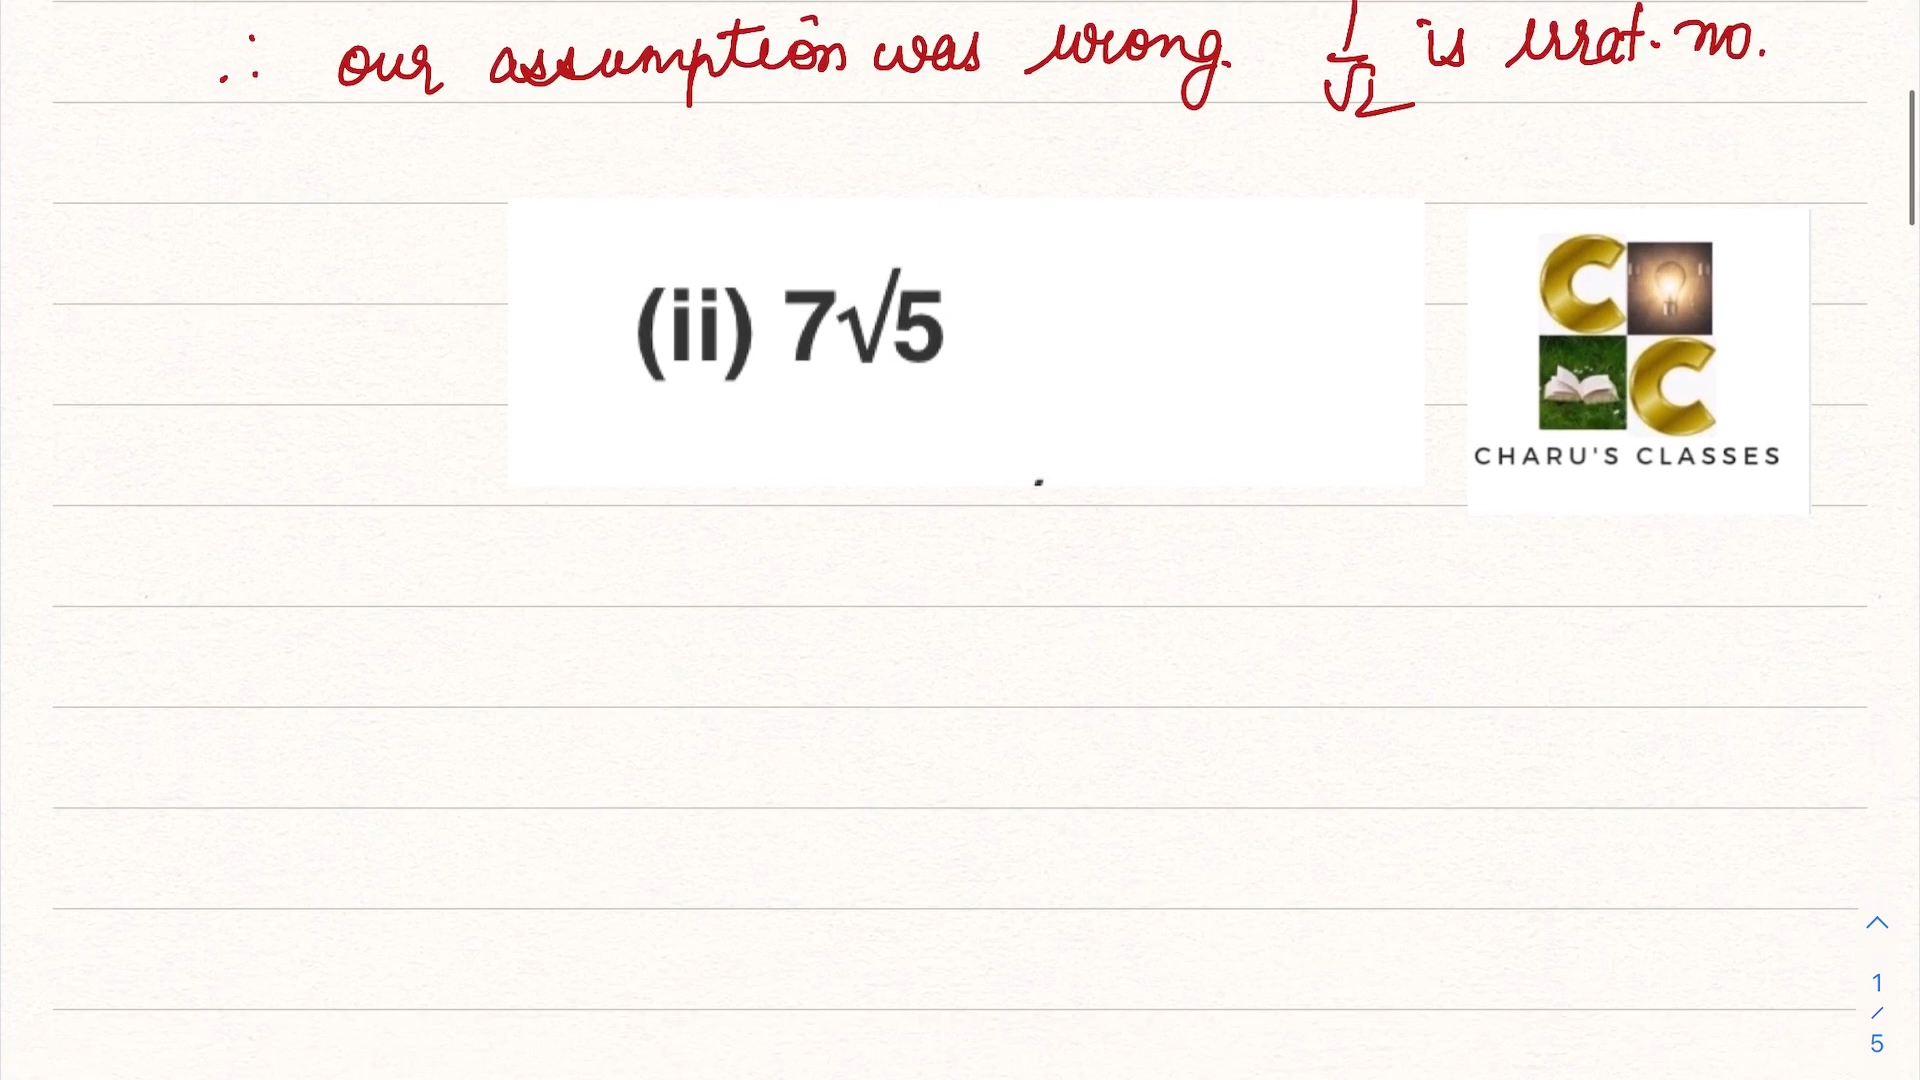 ∴ our assumption was wrong. 1/√2 is irrat. no.
(ii) 7√5
CHARU'S CLASSES
1
/
5